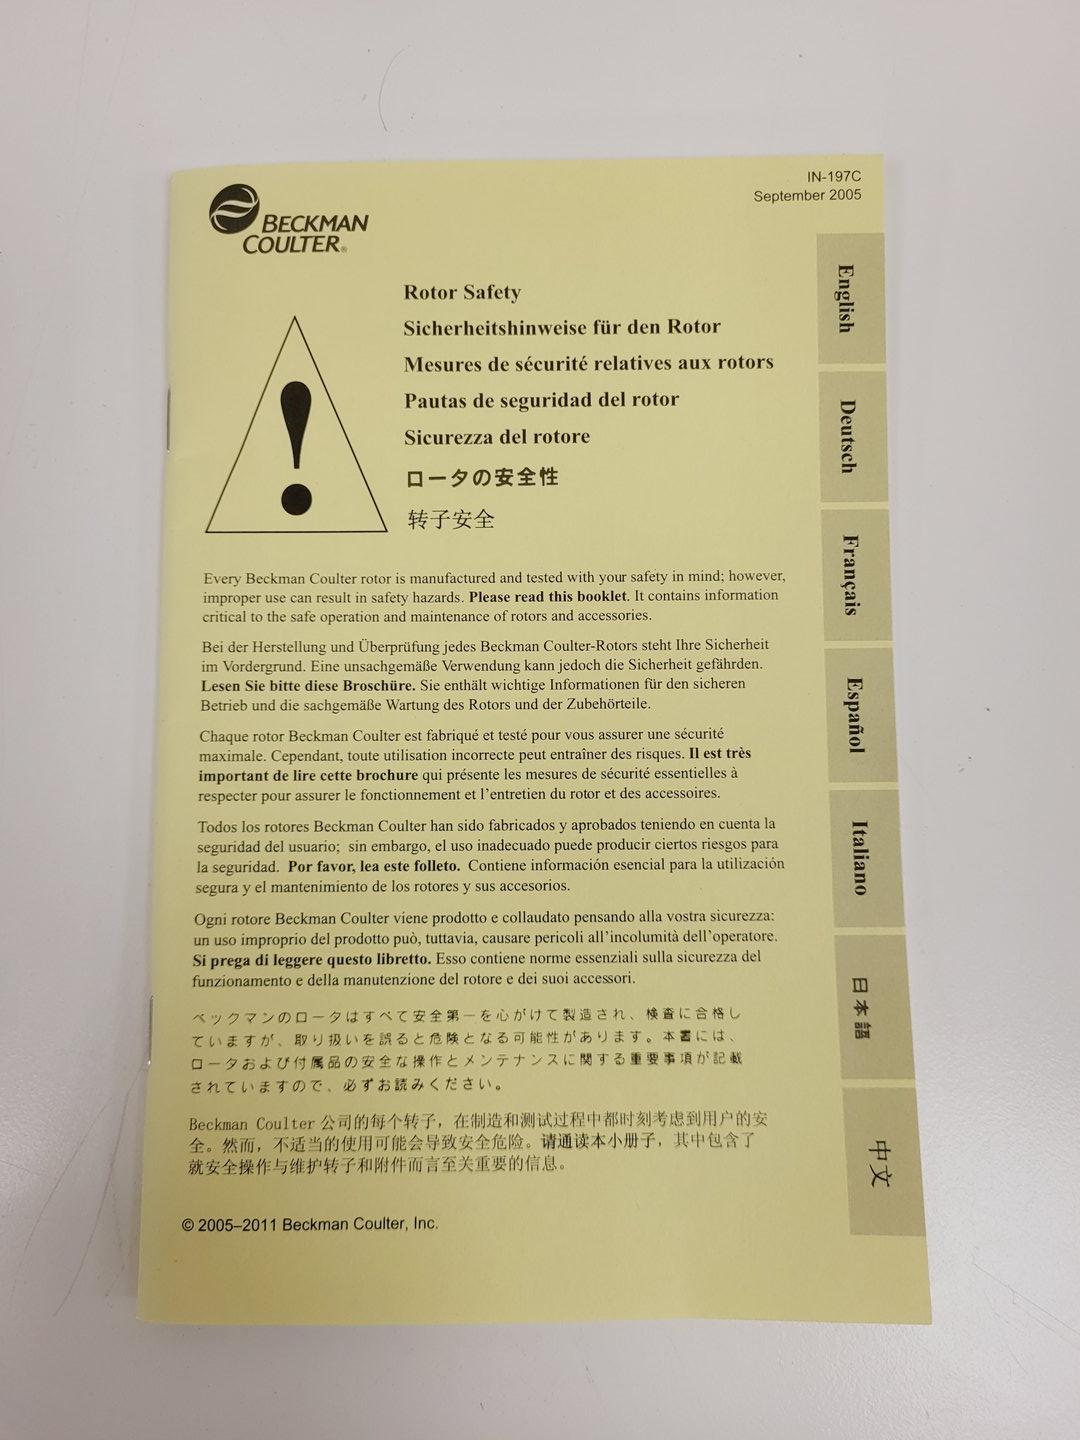 BECKMAN
COULTER®
IN-197C
September 2005
Rotor Safety
Sicherheitshinweise für den Rotor
Mesures de sécurité relatives aux rotors
Pautas de seguridad del rotor
Sicurezza del rotore
ロータの安全性
转子安全
!
Every Beckman Coulter rotor is manufactured and tested with your safety in mind; however,
improper use can result in safety hazards. Please read this booklet. It contains information
critical to the safe operation and maintenance of rotors and accessories.
Bei der Herstellung und Überprüfung jedes Beckman Coulter-Rotors steht Ihre Sicherheit
im Vordergrund. Eine unsachgemäße Verwendung kann jedoch die Sicherheit gefährden.
Lesen Sie bitte diese Broschüre. Sie enthält wichtige Informationen für den sicheren
Betrieb und die sachgemäße Wartung des Rotors und der Zubehörteile.
Chaque rotor Beckman Coulter est fabriqué et testé pour vous assurer une sécurité
maximale. Cependant, toute utilisation incorrecte peut entraîner des risques. Il est très
important de lire cette brochure qui présente les mesures de sécurité essentielles à
respecter pour assurer le fonctionnement et l'entretien du rotor et des accessoires.
Todos los rotores Beckman Coulter han sido fabricados y aprobados teniendo en cuenta la
seguridad del usuario; sin embargo, el uso inadecuado puede producir ciertos riesgos para
la seguridad. Por favor, lea este folleto. Contiene información esencial para la utilización
segura y el mantenimiento de los rotores y sus accesorios.
Ogni rotore Beckman Coulter viene prodotto e collaudato pensando alla vostra sicurezza:
un uso improprio del prodotto può, tuttavia, causare pericoli all'incolumità dell'operatore.
Si prega di leggere questo libretto. Esso contiene norme essenziali sulla sicurezza del
funzionamento e della manutenzione del rotore e dei suoi accessori.
ベックマンのロータはすべて安全第一を心がけて製造され、検査に合格し
ていますが、取り扱いを誤ると危険となる可能性があります。本書には、
ロータおよび付属品の安全な操作とメンテナンスに関する重要事項が記載
されていますので、必ずお読みください。
Beckman Coulter 公司的每个转子，在制造和测试过程中都时刻考虑到用户的安
全。然而，不适当的使用可能会导致安全危险。请通读本小册子，其中包含了
就安全操作与维护转子和附件而言至关重要的信息。
© 2005–2011 Beckman Coulter, Inc.
English
Deutsch
Français
Español
Italiano
日本語
中文